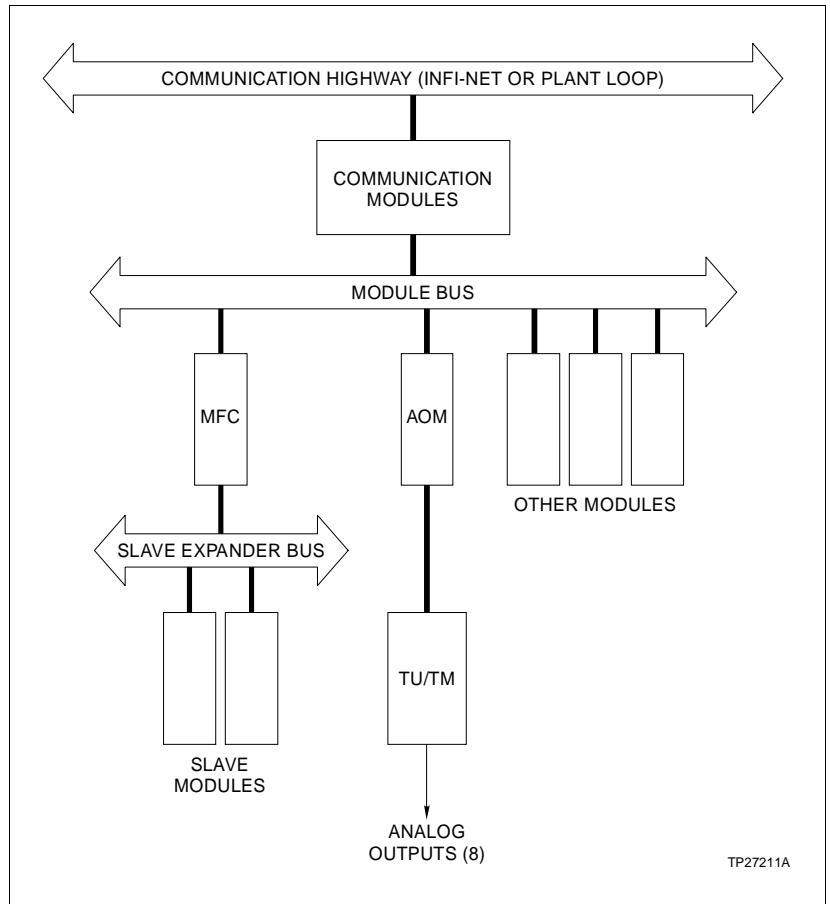 COMMUNICATION HIGHWAY (INFI-NET OR PLANT LOOP)
COMMUNICATION
MODULES
MODULE BUS
MFC
AOM
OTHER MODULES
SLAVE EXPANDER BUS
TU/TM
SLAVE
MODULES
ANALOG
OUTPUTS (8)
TP27211A